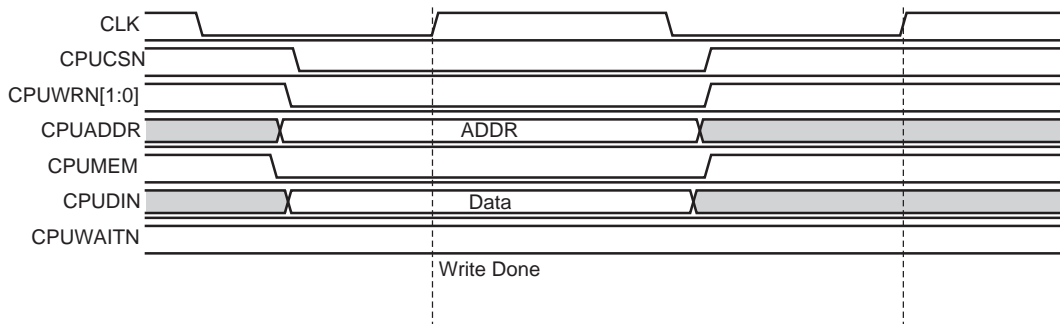 CLK
CPUCSN
CPUWRN[1:0]
CPUADDR ADDR
CPUMEM
CPUDIN Data
CPUWAITN
Write Done